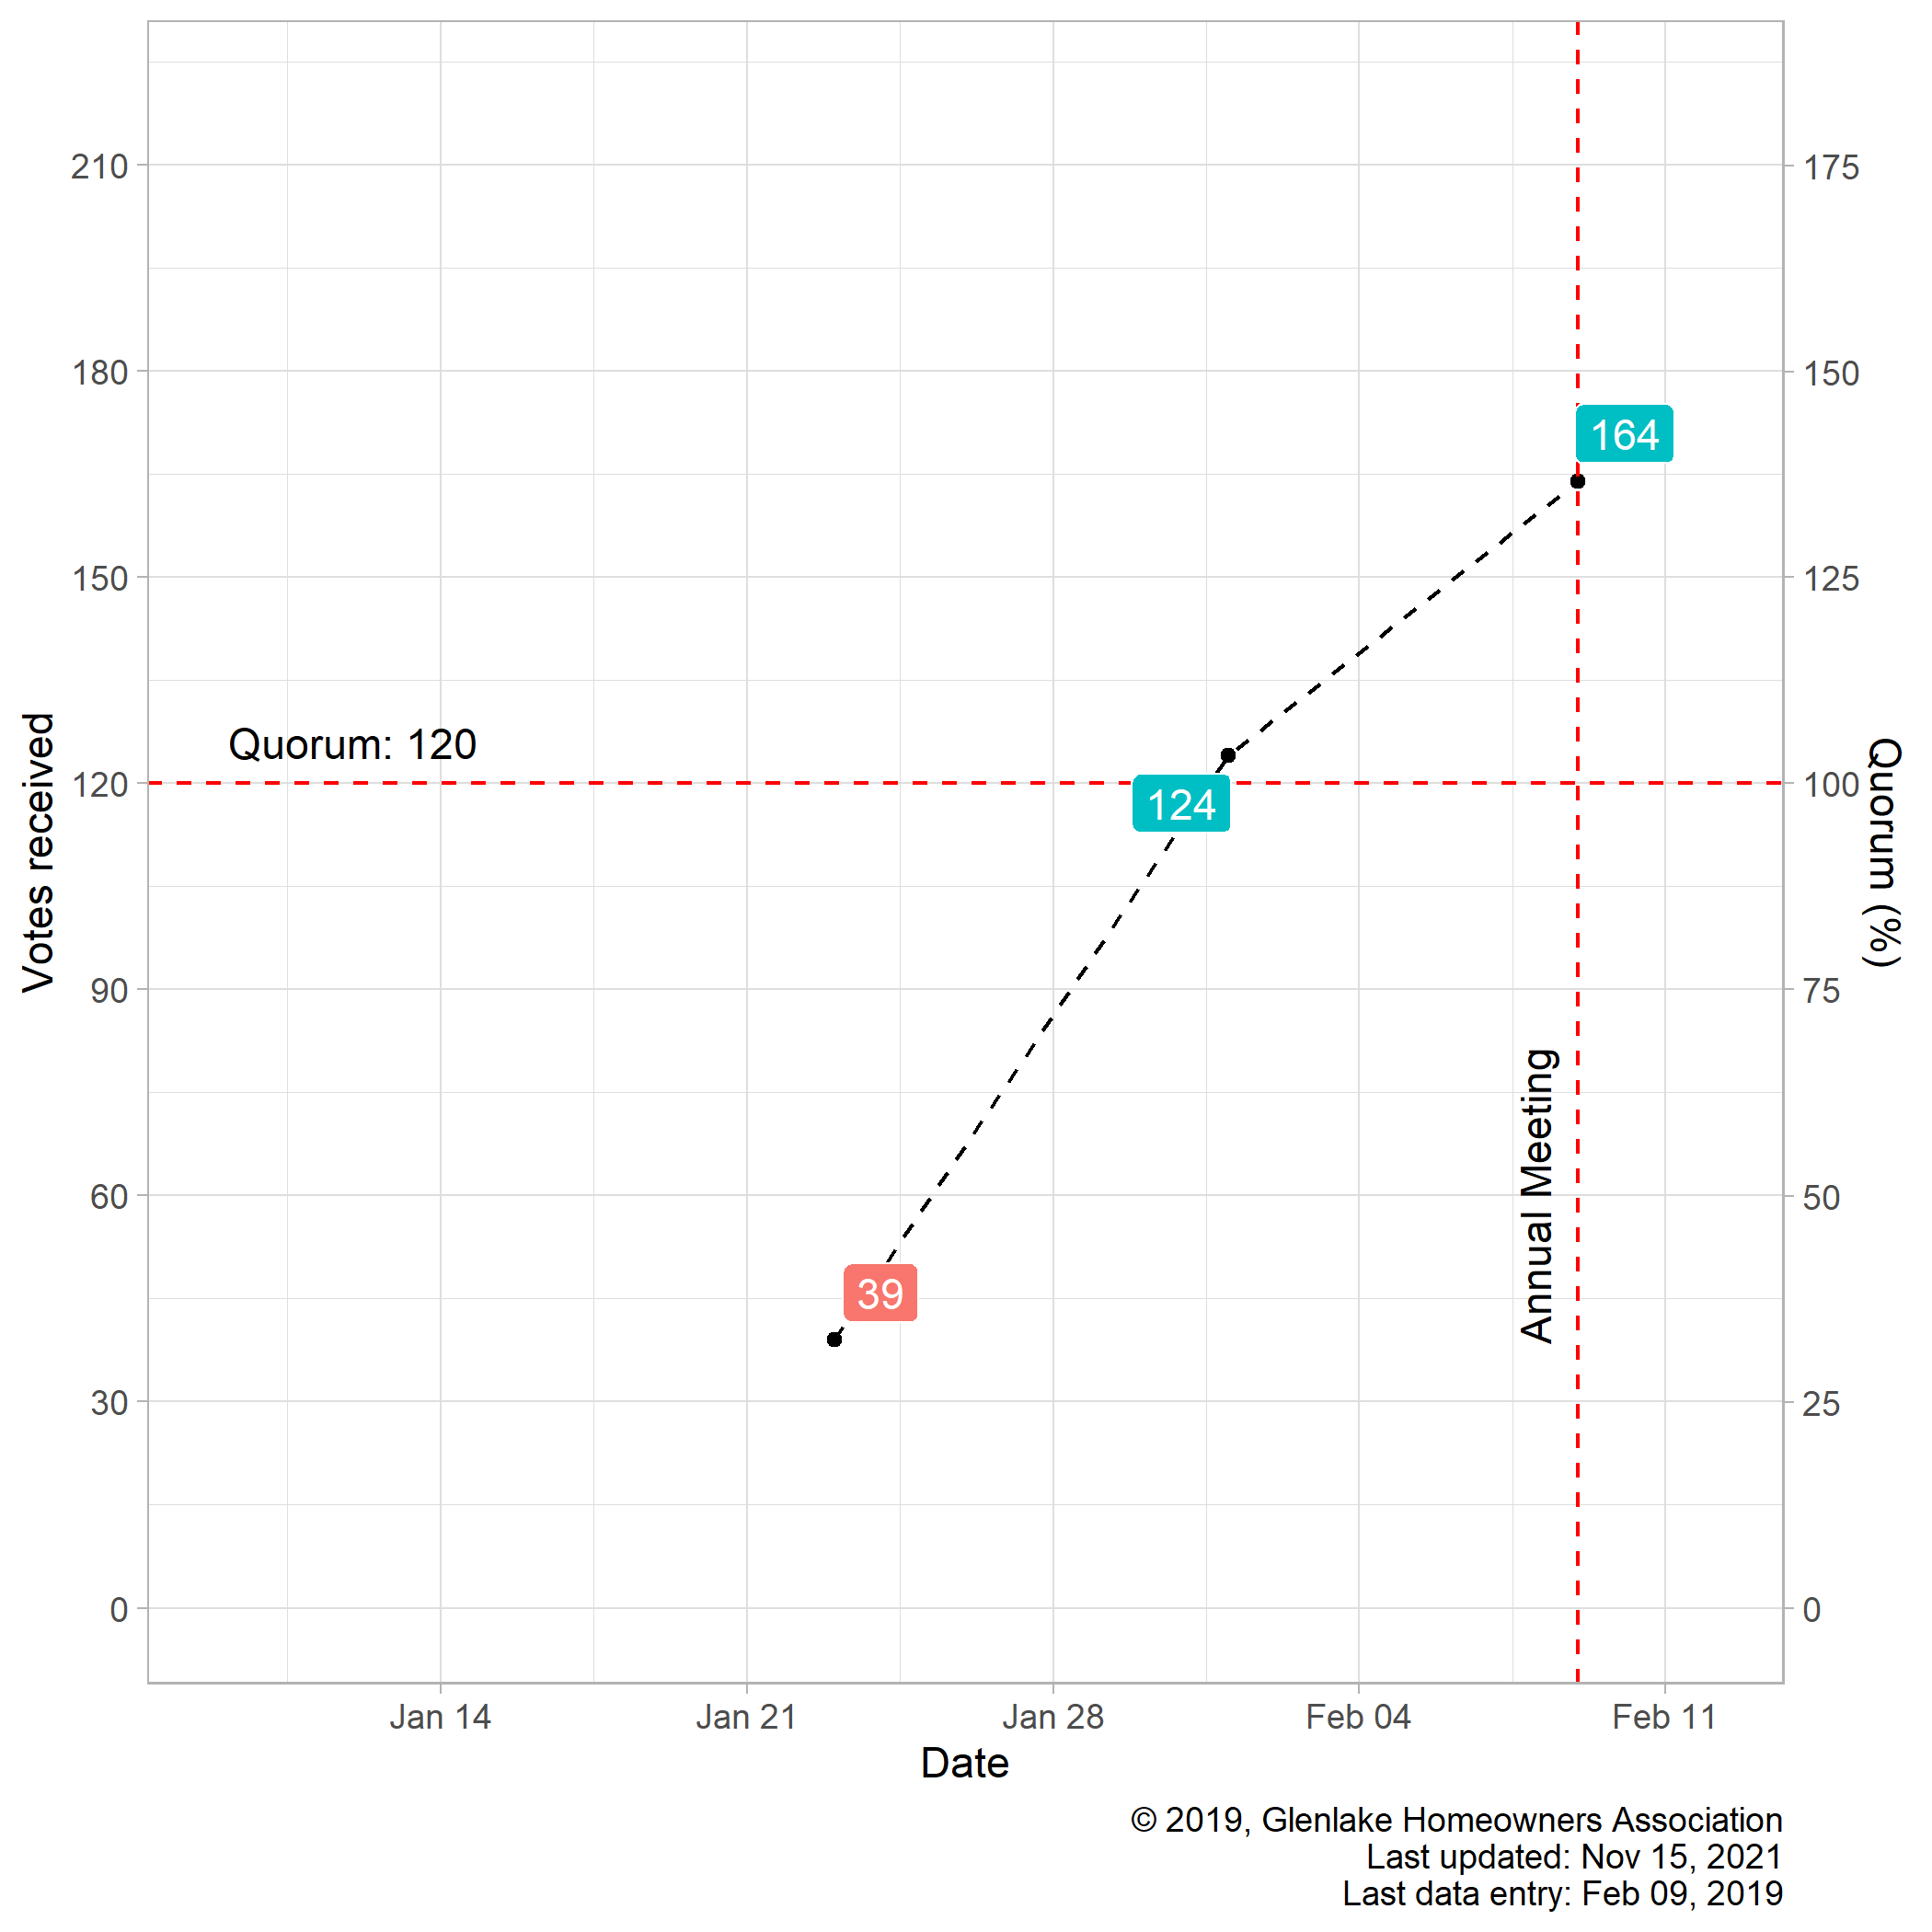 210
180
150
120
90
60
30
0
Votes received
175
150
125
100
75
50
25
0
Quorum (%)
Quorum: 120
164
124
39
Annual Meeting
Jan 14
Jan 21
Jan 28
Feb 04
Feb 11
Date
© 2019, Glenlake Homeowners Association
Last updated: Nov 15, 2021
Last data entry: Feb 09, 2019